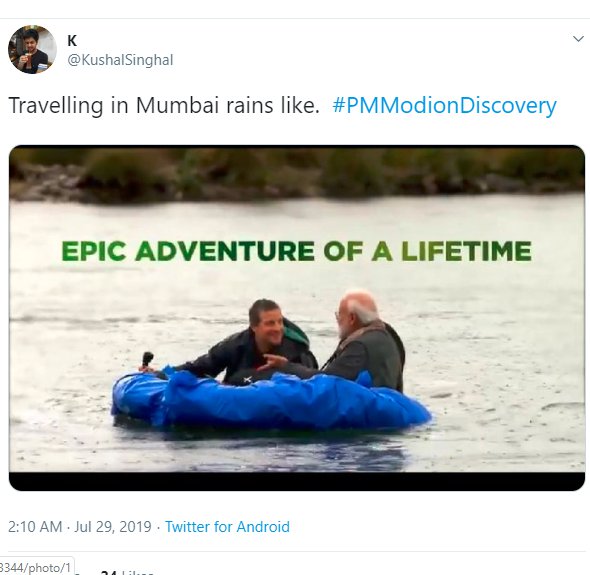 K
@KushalSinghal
Travelling in Mumbai rains like. #PMModionDiscovery
EPIC ADVENTURE OF A LIFETIME
2:10 AM · Jul 29, 2019 · Twitter for Android
3344/photo/1
24 Likes